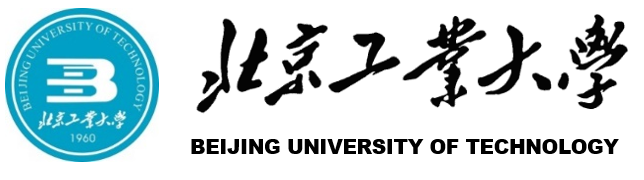 BEIJING UNIVERSITY OF TECHNOLOGY
北京工業大學
1960
北京工業大學
BEIJING UNIVERSITY OF TECHNOLOGY